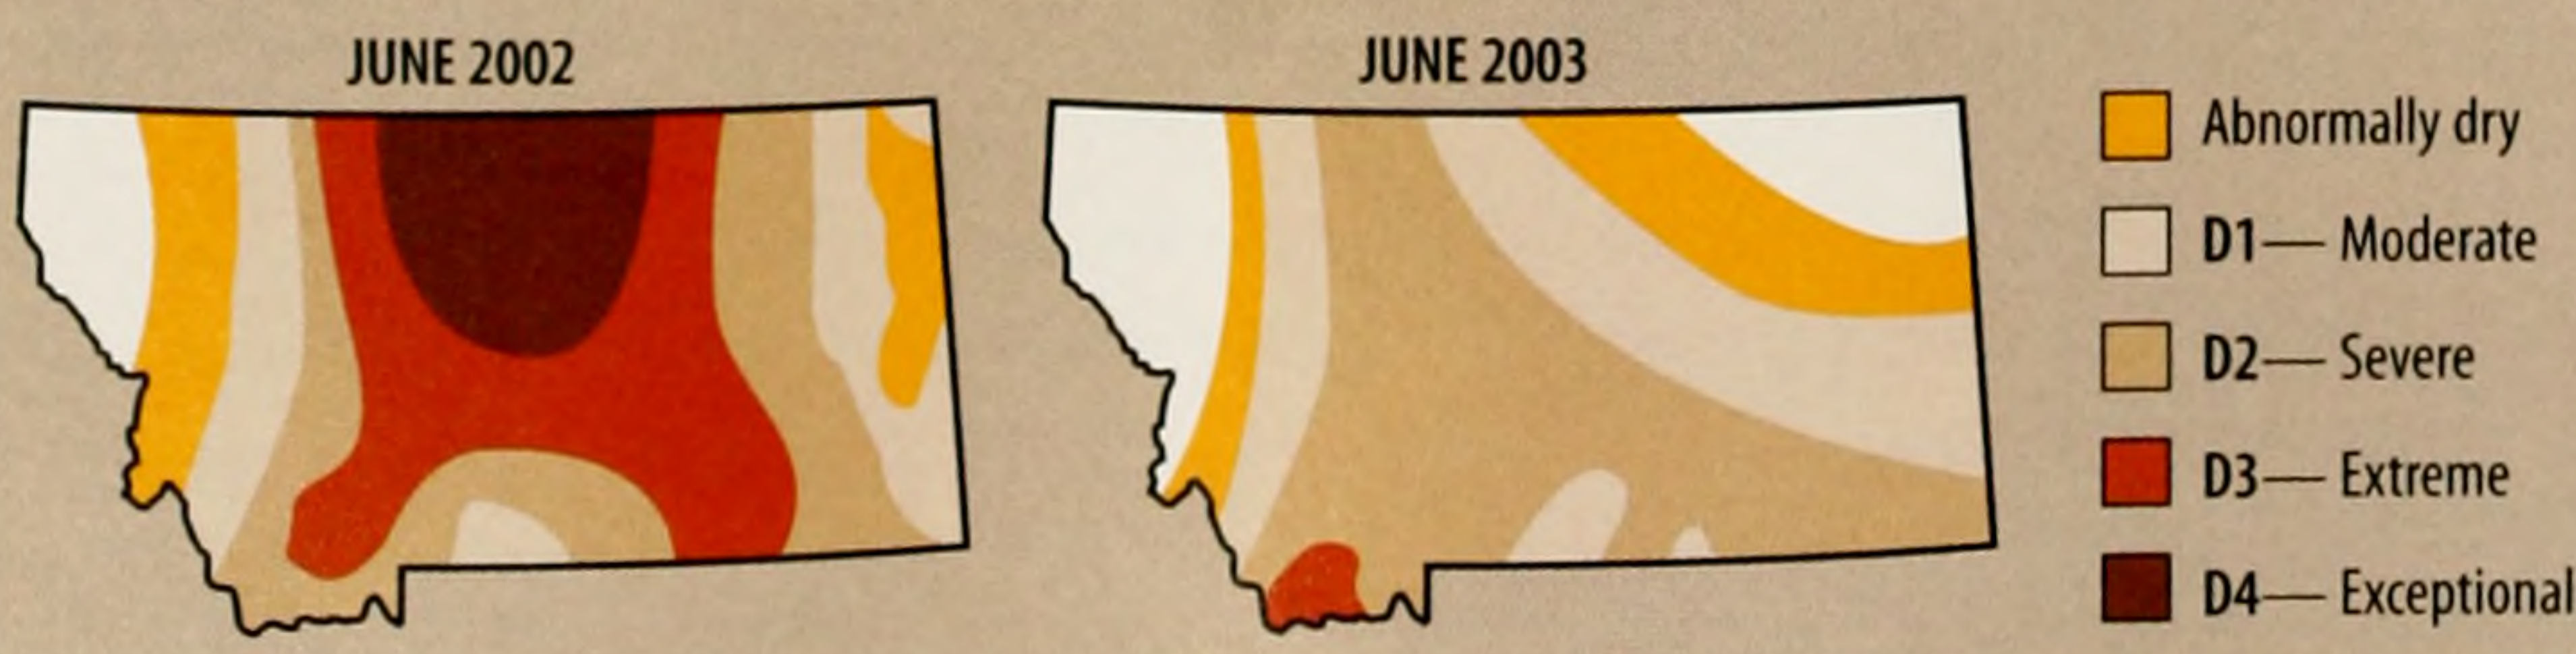 JUNE 2002
JUNE 2003
Abnormally dry
D1— Moderate
D2— Severe
D3— Extreme
D4— Exceptional